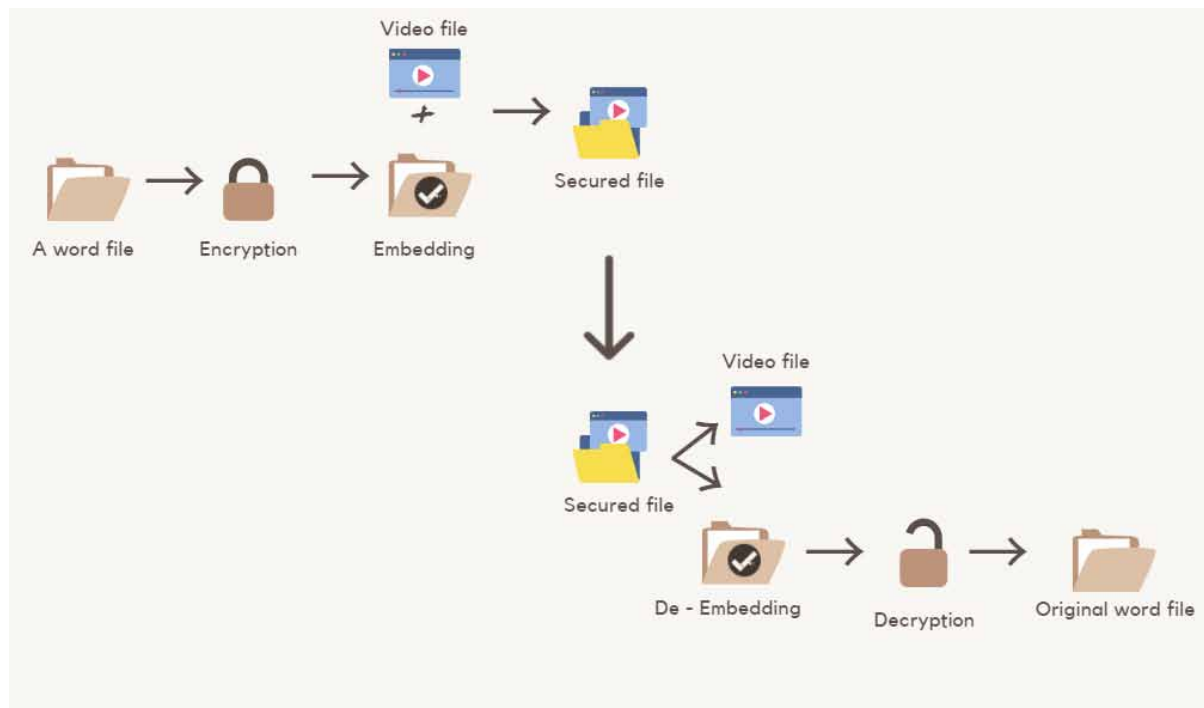 Video file
+
Secured file
A word file
Encryption
Embedding
Video file
Secured file
De - Embedding
Decryption
Original word file